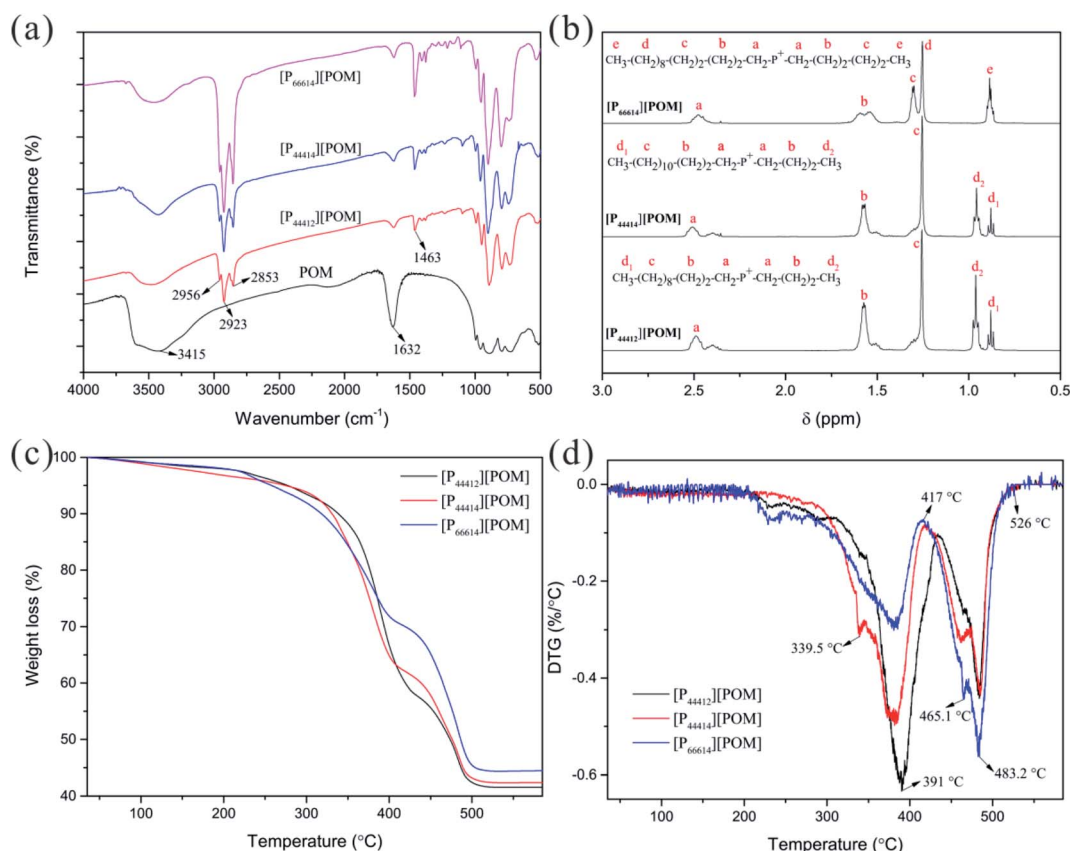 (a)
[P66614][POM]
[P44414][POM]
[P44412][POM]
1463
2956
2853
POM
2923
3415
1632
Transmittance (%)
4000 3500 3000 2500 2000 1500 1000 500
Wavenumber (cm-1)
(b)
e d c b a a b c e d
CH3-(CH2)8-(CH2)2-(CH2)2-CH2-P+-CH2-(CH2)2-(CH2)2-CH3
c
e
[P66614][POM]
a
b
c
d1 c b a a b d2
CH3-(CH2)10-(CH2)2-CH2-P+-CH2-(CH2)2-CH3
d2
[P44414][POM]
a
b
d1
c
d1 c b a a b d2
CH3-(CH2)8-(CH2)2-CH2-P+-CH2-(CH2)2-CH3
d2
b
d1
[P44412][POM]
a
3.0 2.5 2.0 1.5 1.0 0.5
δ (ppm)
(c)
100
90
80
70
60
50
40
Weight loss (%)
[P44412][POM]
[P44414][POM]
[P66614][POM]
100 200 300 400 500
Temperature (°C)
(d)
0.0
-0.2
-0.4
-0.6
DTG (%/°C)
417 °C
526 °C
339.5 °C
465.1 °C
483.2 °C
391 °C
[P44412][POM]
[P44414][POM]
[P66614][POM]
100 200 300 400 500
Temperature (°C)